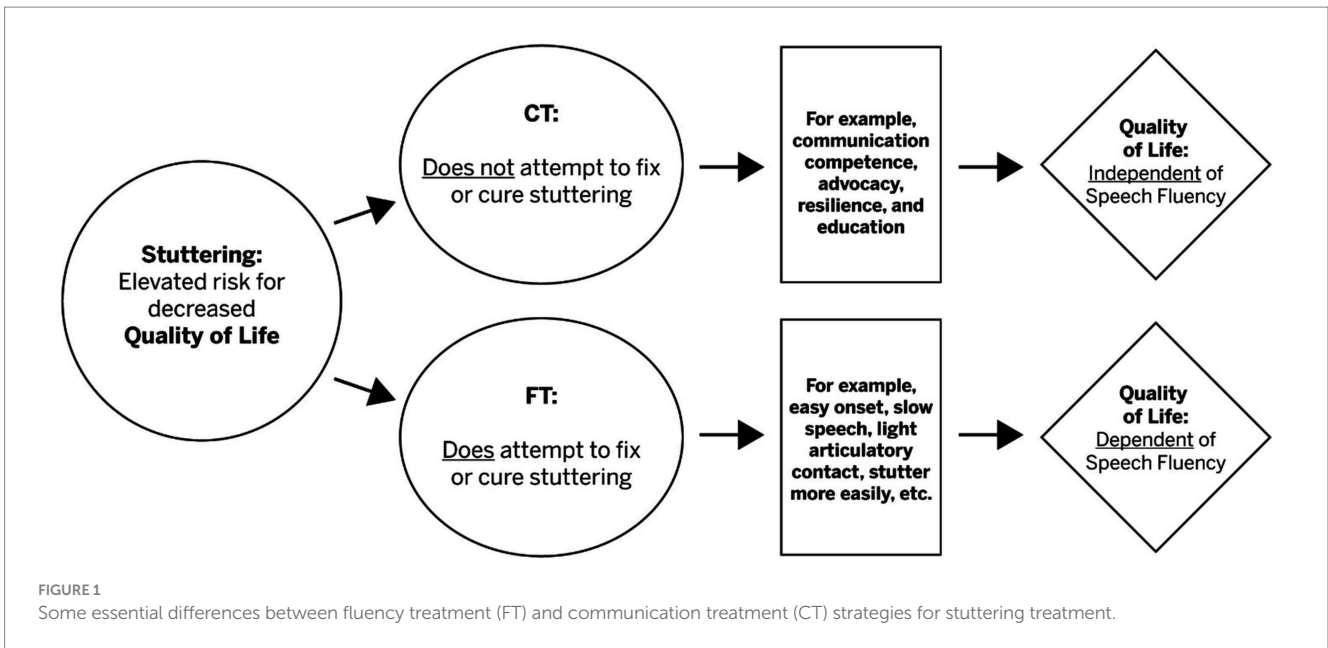 Stuttering:
Elevated risk for
decreased
Quality of Life
CT:
Does not attempt to fix
or cure stuttering
For example,
communication
competence,
advocacy,
resilience, and
education
Quality
of Life:
Independent of
Speech Fluency
FT:
Does attempt to fix
or cure stuttering
For example,
easy onset, slow
speech, light
articulatory
contact, stutter
more easily, etc.
Quality
of Life:
Dependent of
Speech Fluency
FIGURE 1
Some essential differences between fluency treatment (FT) and communication treatment (CT) strategies for stuttering treatment.